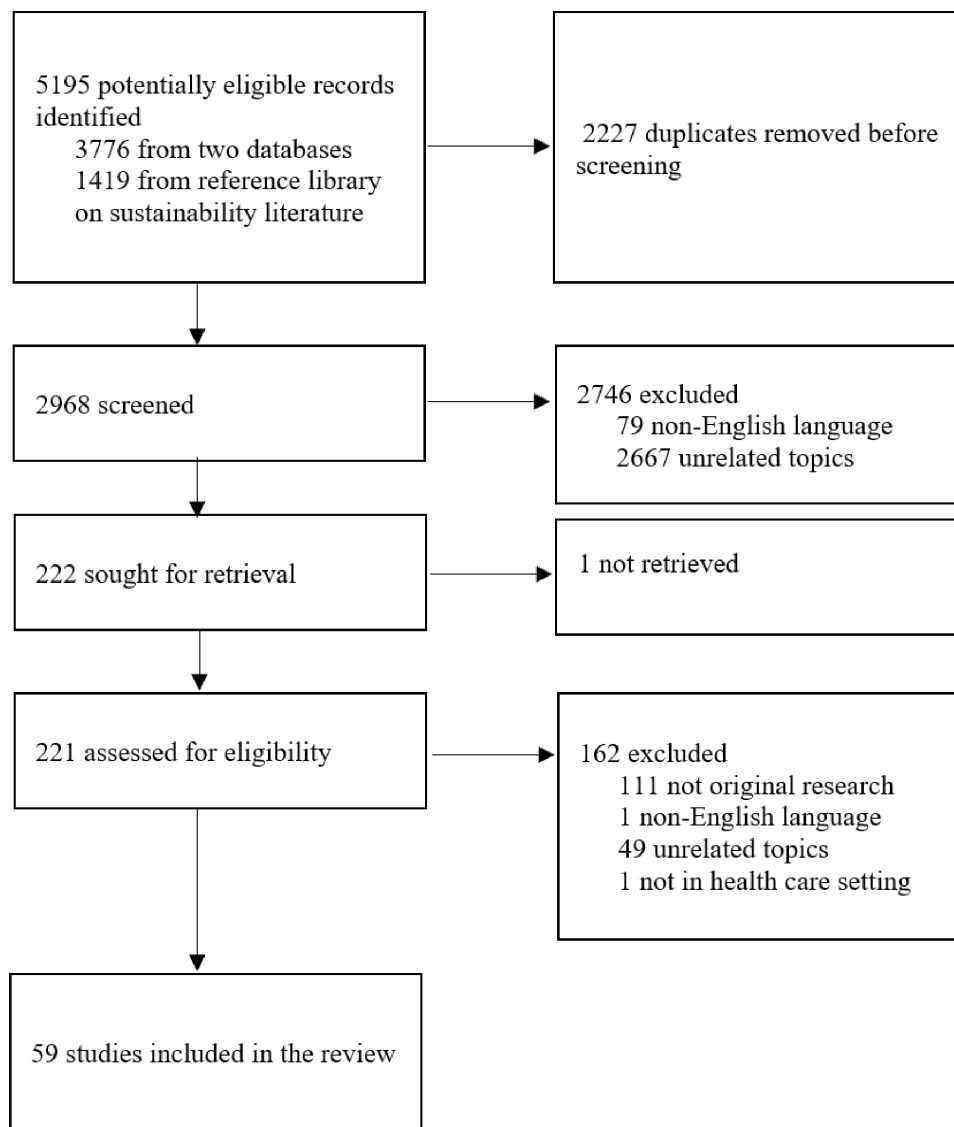 5195 potentially eligible records
identified
3776 from two databases
1419 from reference library
on sustainability literature
2227 duplicates removed before
screening
2968 screened
2746 excluded
79 non-English language
2667 unrelated topics
222 sought for retrieval
1 not retrieved
221 assessed for eligibility
162 excluded
111 not original research
1 non-English language
49 unrelated topics
1 not in health care setting
59 studies included in the review